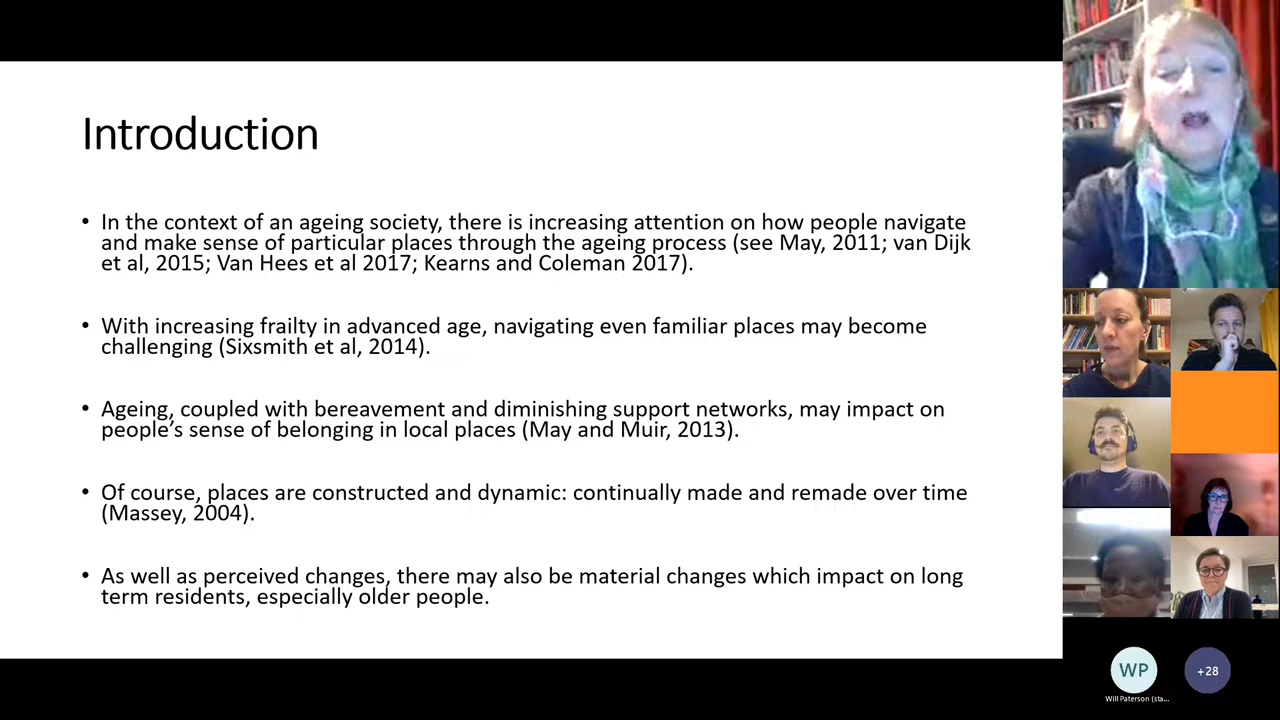 Introduction
• In the context of an ageing society, there is increasing attention on how people navigate
and make sense of particular places through the ageing process (see May, 2011; van Dijk
et al, 2015; Van Hees et al 2017; Kearns and Coleman 2017).
• With increasing frailty in advanced age, navigating even familiar places may become
challenging (Sixsmith et al, 2014).
• Ageing, coupled with bereavement and diminishing support networks, may impact on
people's sense of belonging in local places (May and Muir, 2013).
• Of course, places are constructed and dynamic: continually made and remade over time
(Massey, 2004).
• As well as perceived changes, there may also be material changes which impact on long
term residents, especially older people.
WP
+28
Will Paterson (sta...